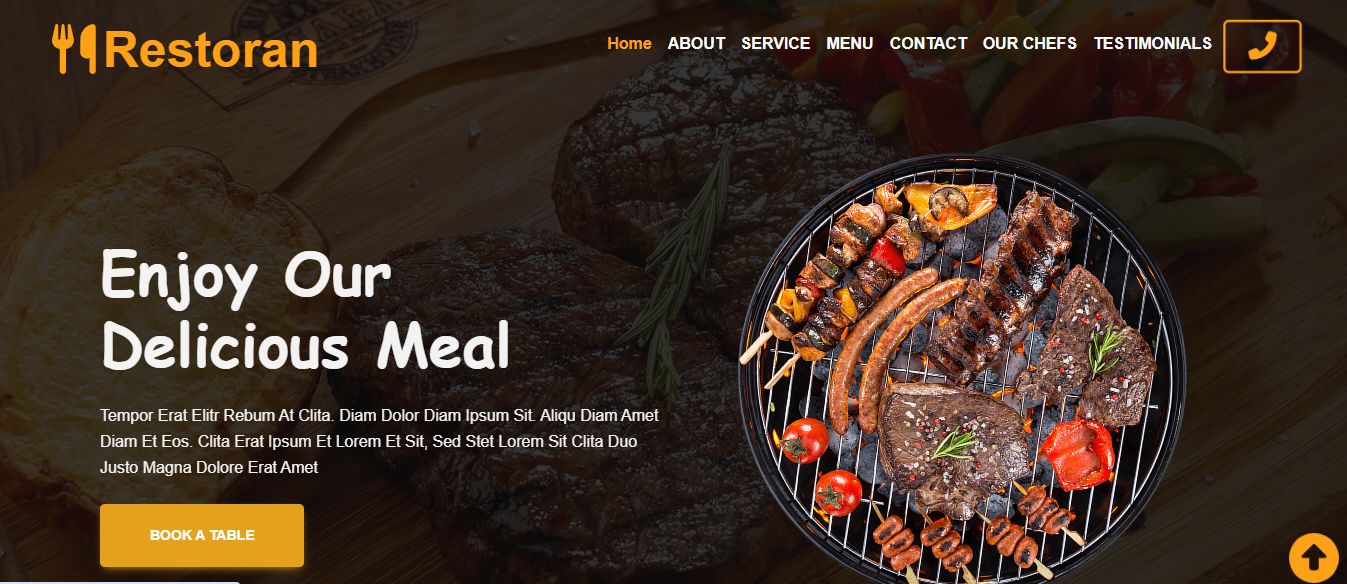 Restoran
Home ABOUT SERVICE MENU CONTACT OUR CHEFS TESTIMONIALS
Enjoy Our
Delicious Meal
Tempor Erat Elitr Rebum At Clita. Diam Dolor Diam Ipsum Sit. Aliqu Diam Amet
Diam Et Eos. Clita Erat Ipsum Et Lorem Et Sit, Sed Stet Lorem Sit Clita Duo
Justo Magna Dolore Erat Amet
BOOK A TABLE